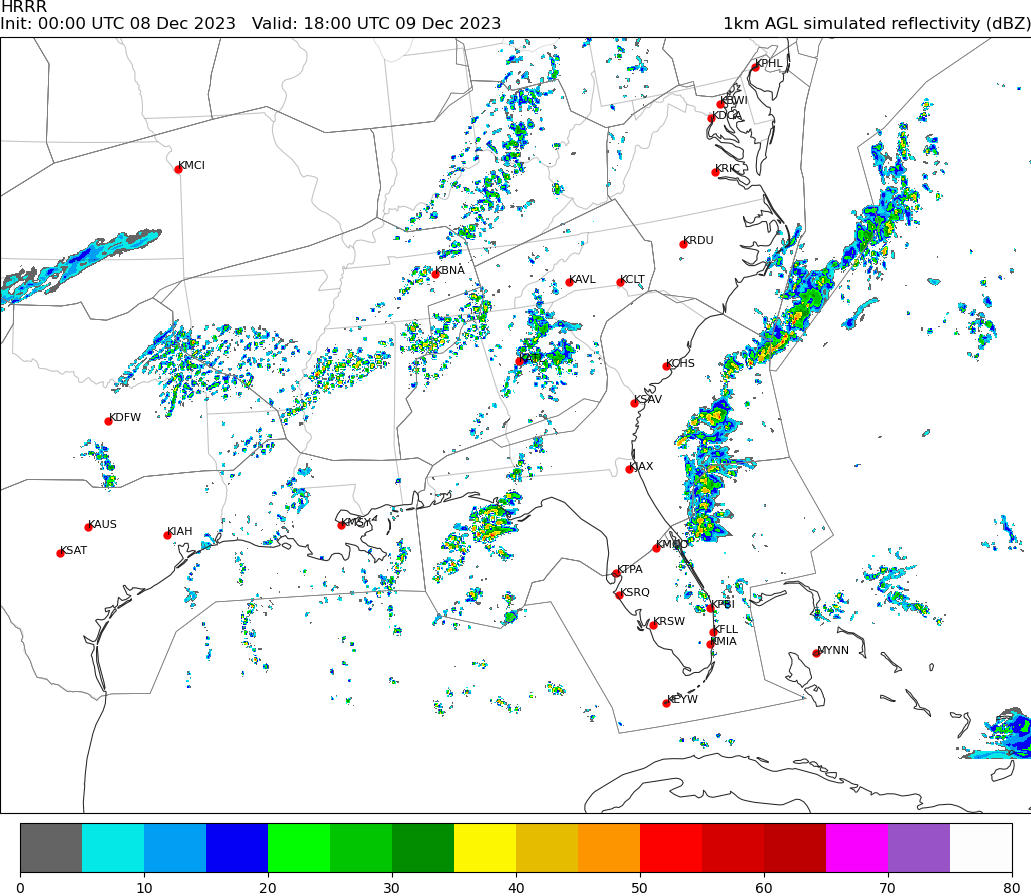 HRRR
Init: 00:00 UTC 08 Dec 2023   Valid: 18:00 UTC 09 Dec 2023   1km AGL simulated reflectivity (dBZ)
KPHL
KBWI
KDCA
KMCI
KRIC
KRDU
KBNA
KAVL
KCLT
KCHS
KSAV
KDFW
KJAX
KMSY
KAUS
KIAH
KSAT
KMCO
KTPA
KSRQ
KPBI
KRSW
KFLL
KMIA
MYNN
KEYW
0 10 20 30 40 50 60 70 80